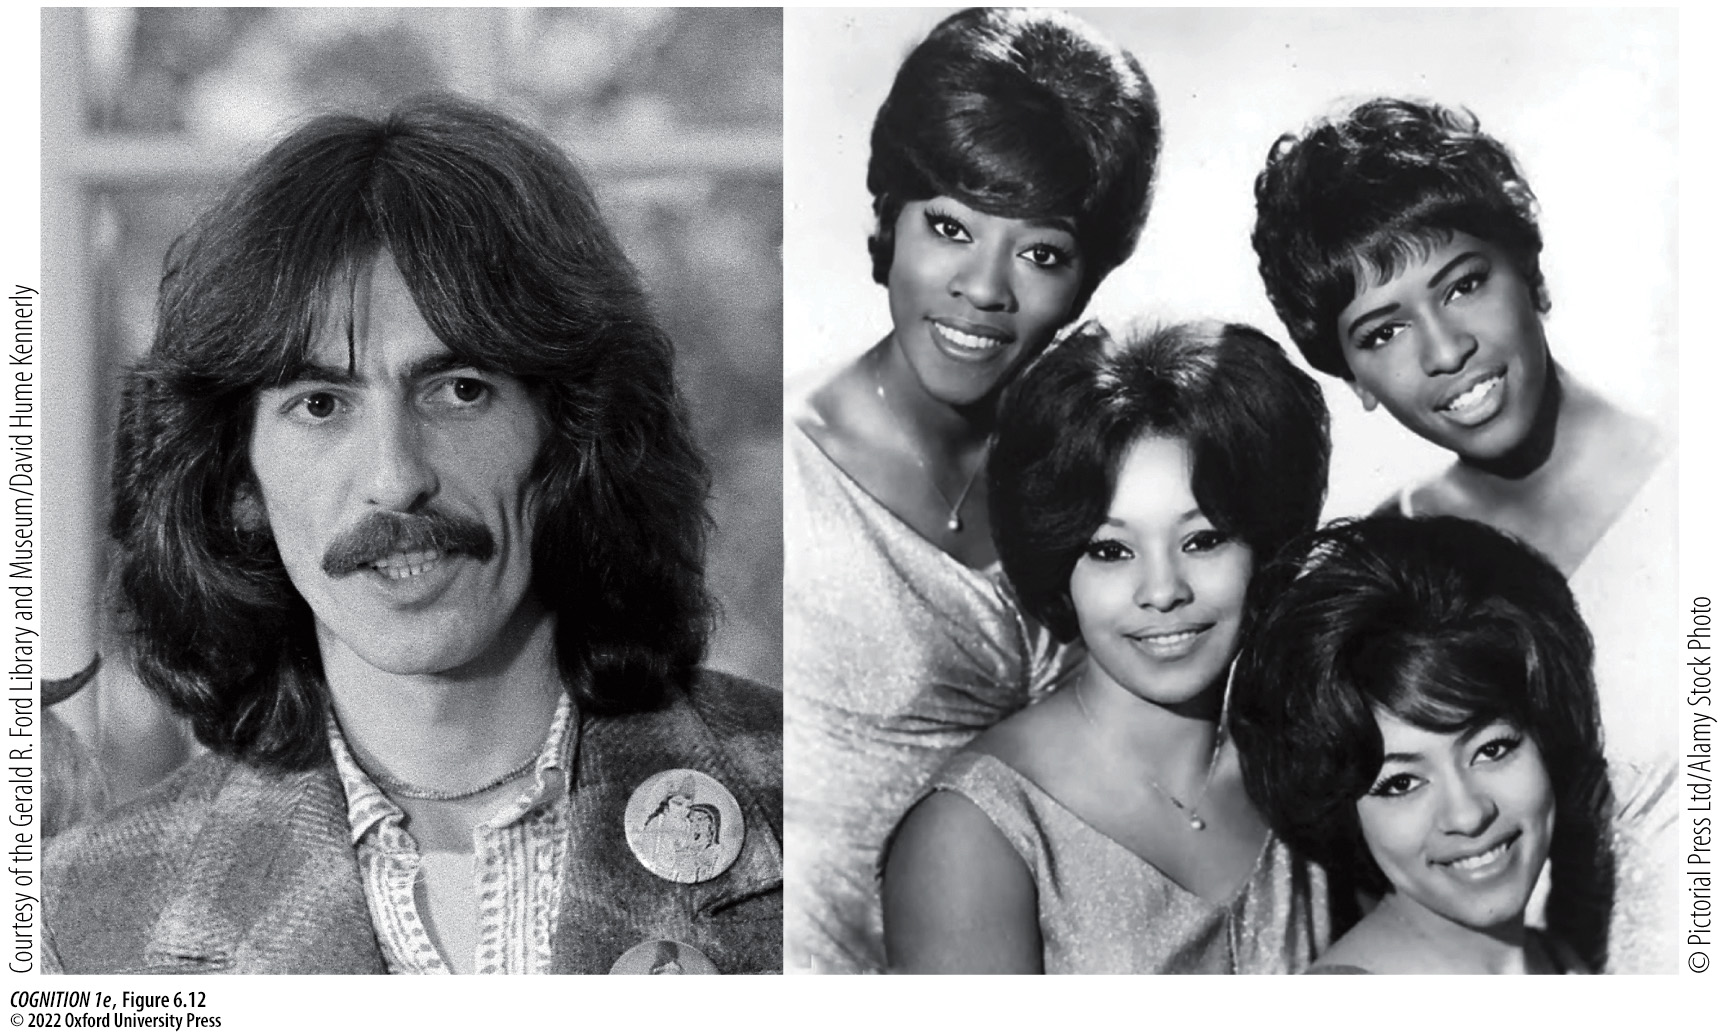 Courtesy of the Gerald R. Ford Library and Museum/David Hume Kennerly
© Pictorial Press Ltd/Alamy Stock Photo
COGNITION 1e, Figure 6.12
© 2022 Oxford University Press